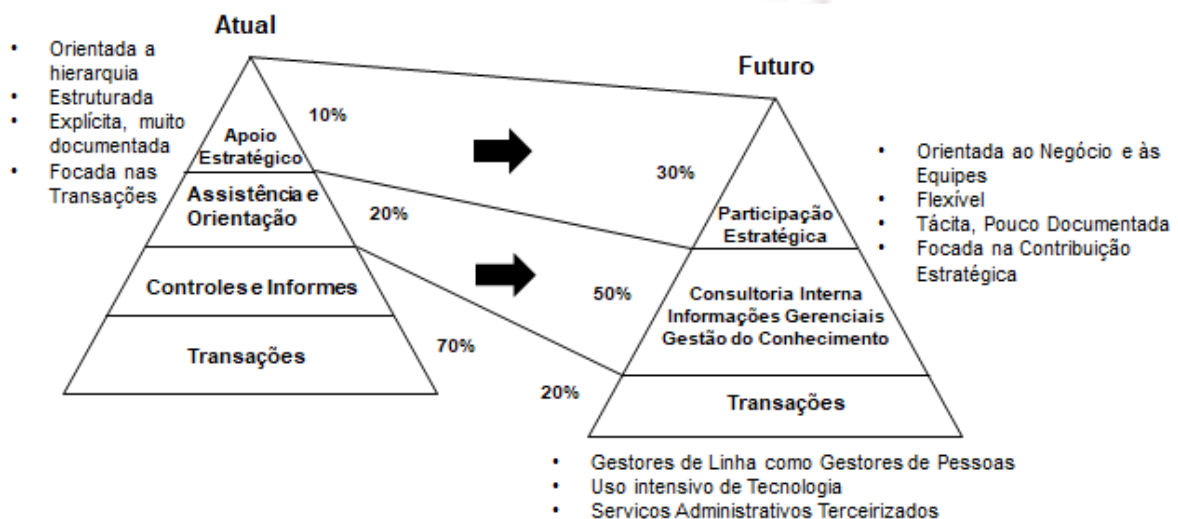 Atual
• Orientada a
hierarquia
• Estruturada
• Explícita, muito
documentada
• Focada nas
Transações
10%
Apoio
Estratégico
Assistência e
Orientação
20%
Controles e Informes
Transações
70%
Futuro
30%
Participação
Estratégica
50%
Consultoria Interna
Informações Gerenciais
Gestão do Conhecimento
20%
Transações
• Orientada ao Negócio e às
Equipes
• Flexível
• Tácita, Pouco Documentada
• Focada na Contribuição
Estratégica
• Gestores de Linha como Gestores de Pessoas
• Uso intensivo de Tecnologia
• Serviços Administrativos Terceirizados